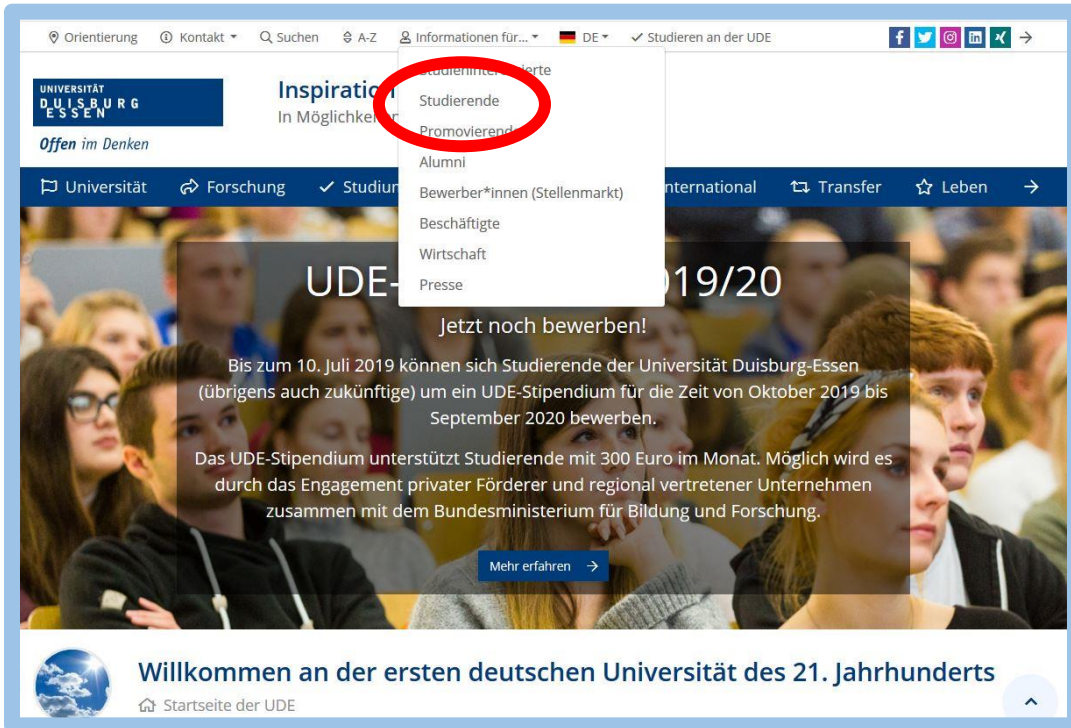 Orientierung Kontakt Suchen A-Z Informationen für... DE Studieren an der UDE
Studierende
Alumni
Bewerber*innen (Stellenmarkt)
Beschäftigte
Wirtschaft
Presse
UNIVERSITÄT
DUISBURG
ESSEN
Offen im Denken
In
Universität Forschung Transfer Leben
UDE- 019/20
Jetzt noch bewerben!
Bis zum 10. Juli 2019 können sich Studierende der Universität Duisburg-Essen
(übrigens auch zukünftige) um ein UDE-Stipendium für die Zeit von Oktober 2019 bis
September 2020 bewerben.
Das UDE-Stipendium unterstützt Studierende mit 300 Euro im Monat. Möglich wird es
durch das Engagement privater Förderer und regional vertretener Unternehmen
zusammen mit dem Bundesministerium für Bildung und Forschung.
Mehr erfahren
Willkommen an der ersten deutschen Universität des 21. Jahrhunderts
Startseite der UDE